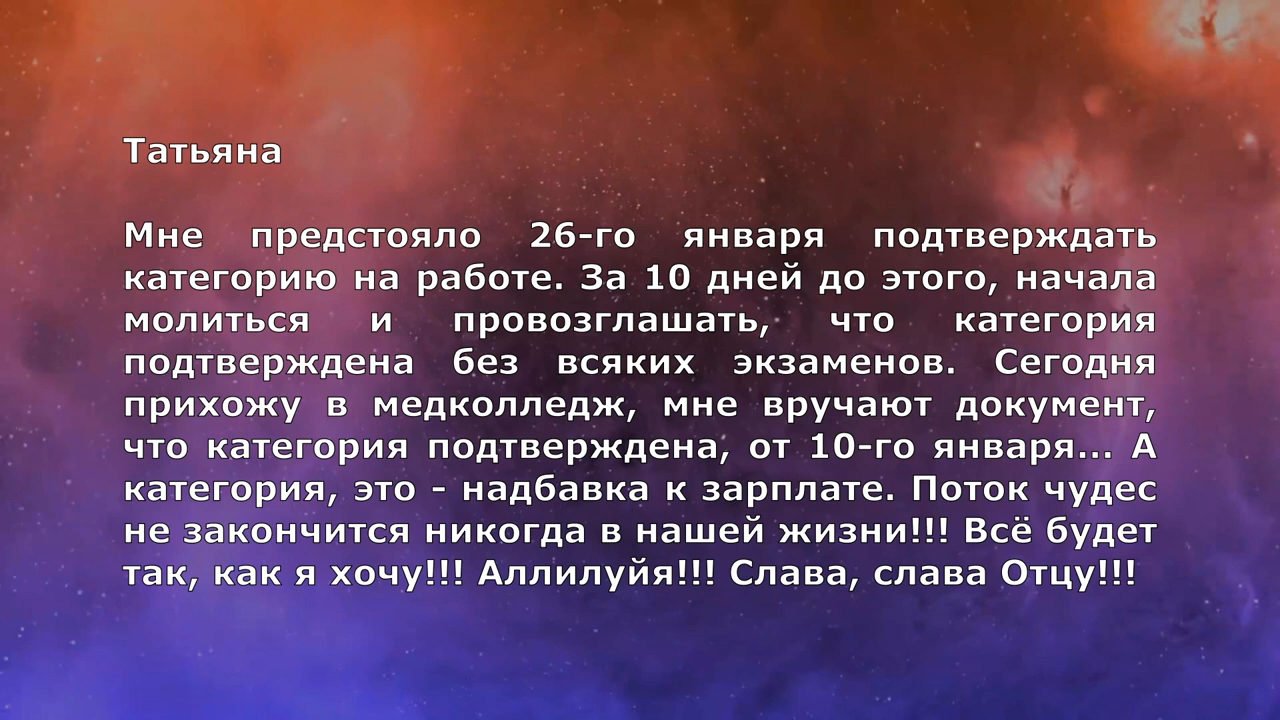 Татьяна
Мне предстояло 26-го января подтверждать
категорию на работе. За 10 дней до этого, начала
молиться и провозглашать, что категория
подтверждена без всяких экзаменов. Сегодня
прихожу в медколледж, мне вручают документ,
что категория подтверждена, от 10-го января... А
категория, это - надбавка к зарплате. Поток чудес
не закончится никогда в нашей жизни!!! Всё будет
так, как я хочу!!! Аллилуйя!!! Слава, слава Отцу!!!